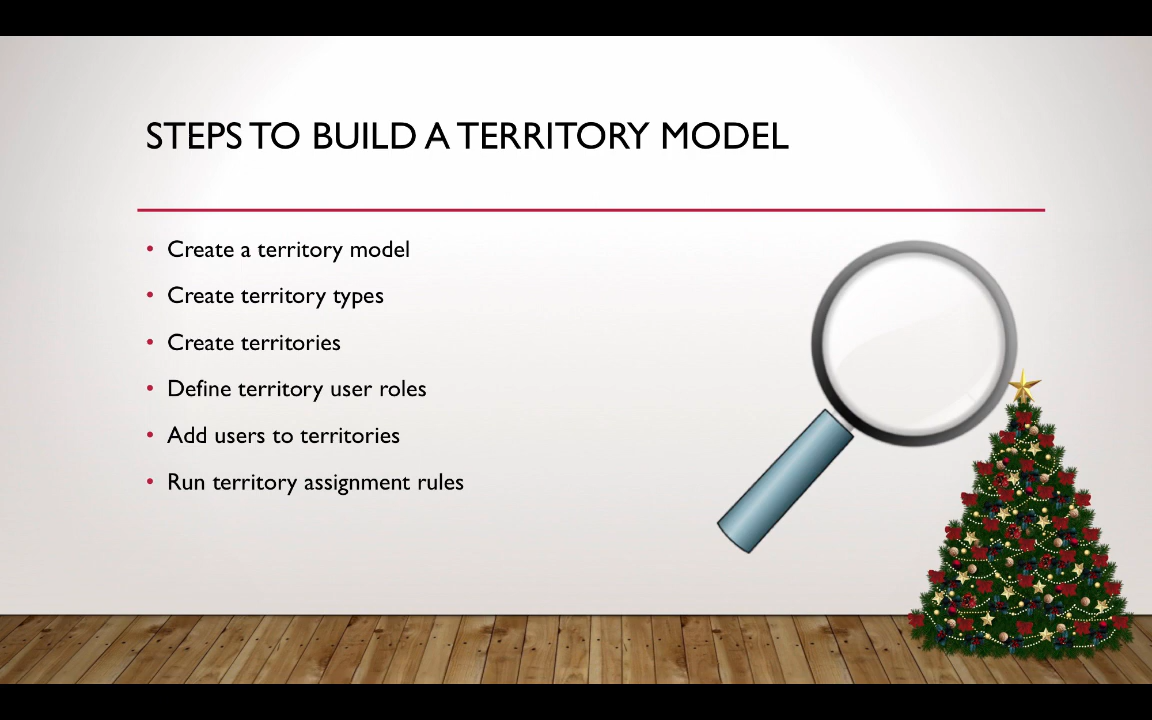 STEPS TO BUILD A TERRITORY MODEL
• Create a territory model
• Create territory types
• Create territories
• Define territory user roles
• Add users to territories
• Run territory assignment rules